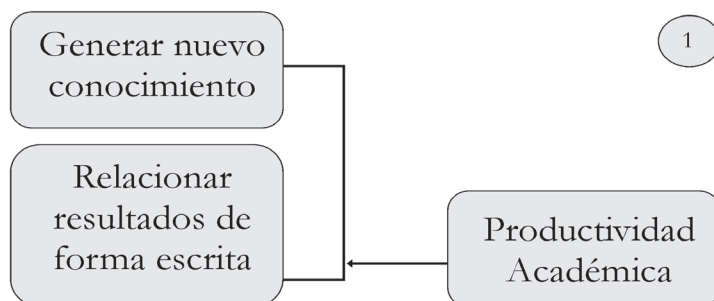 Generar nuevo
conocimiento
1
Relacionar
resultados de
forma escrita
Productividad
Académica